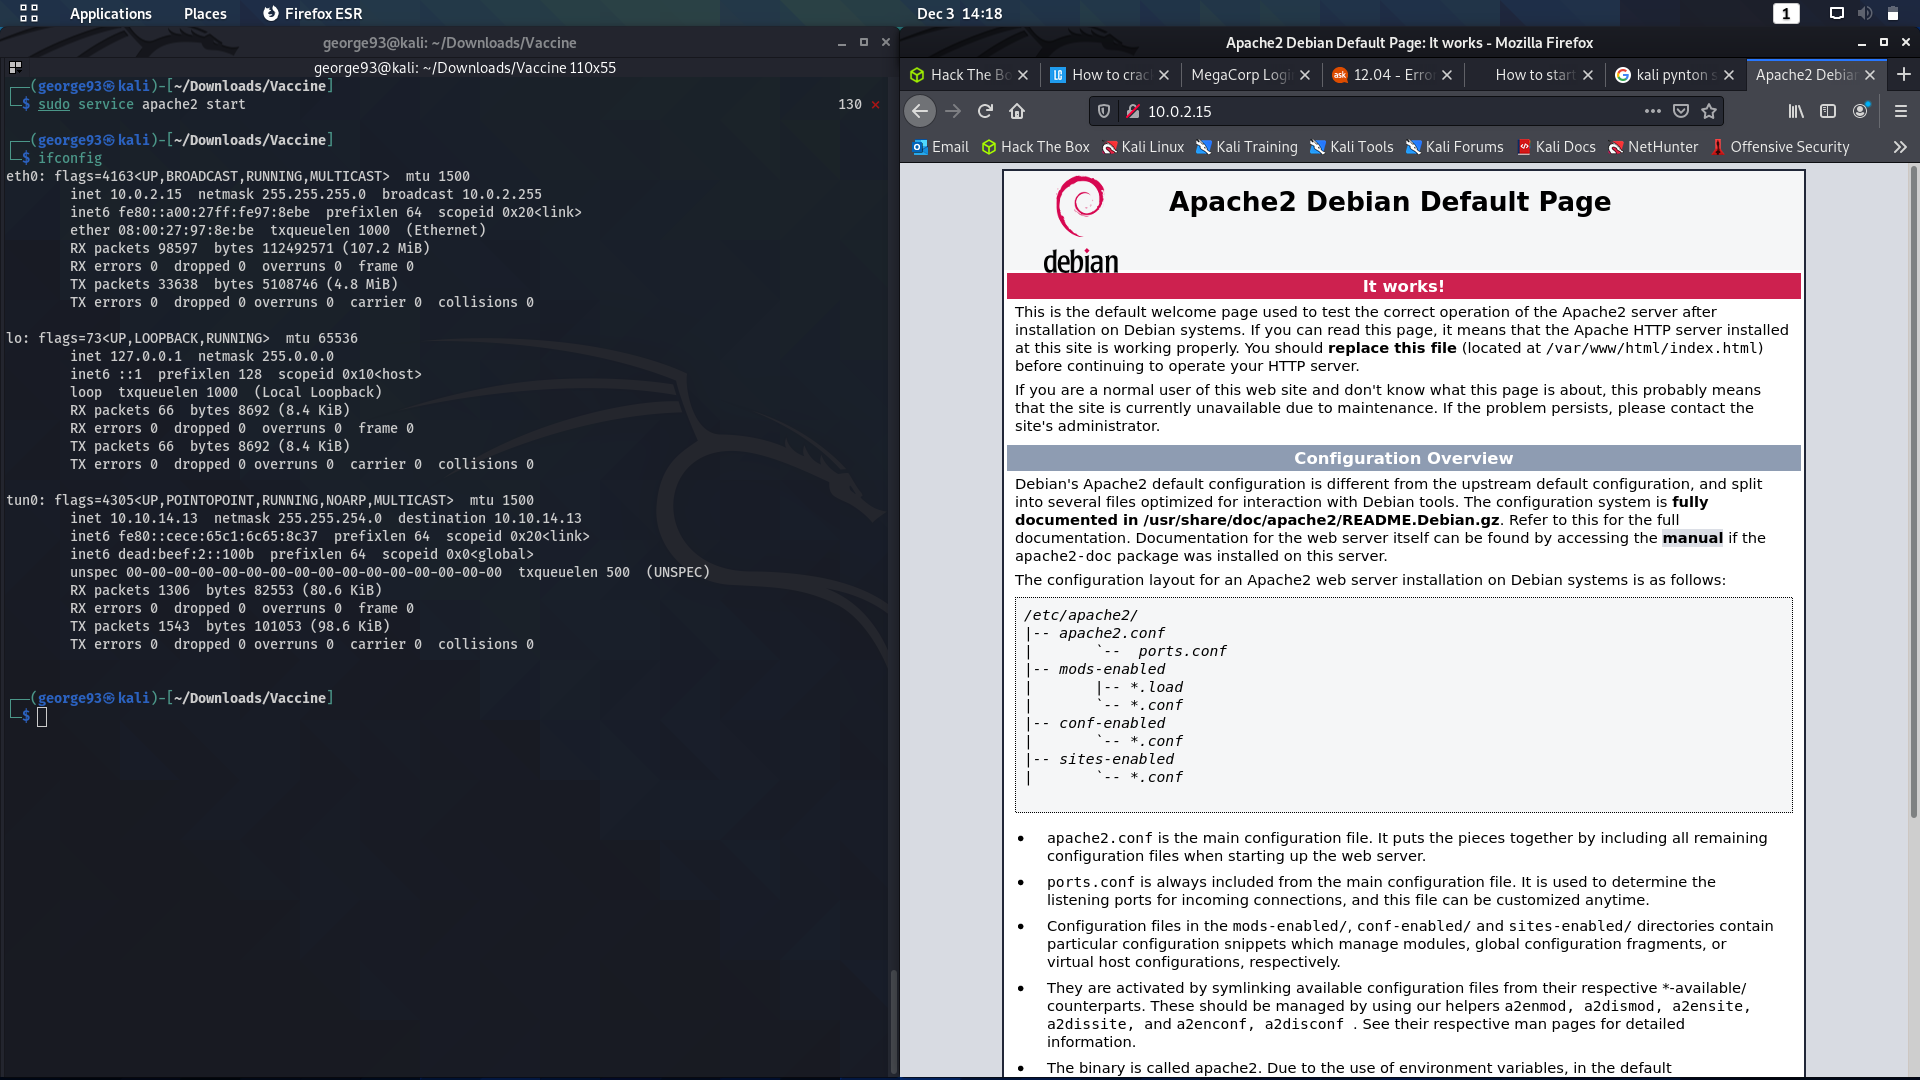 Applications Places Firefox ESR Dec 3 14:18 1
george93@kali: ~/Downloads/Vaccine
george93@kali: ~/Downloads/Vaccine 110x55
┌──(george93㉿kali)-[~/Downloads/Vaccine]
└─$ sudo service apache2 start 130 ⨯
┌──(george93㉿kali)-[~/Downloads/Vaccine]
└─$ ifconfig
eth0: flags=4163<UP,BROADCAST,RUNNING,MULTICAST>  mtu 1500
        inet 10.0.2.15  netmask 255.255.255.0  broadcast 10.0.2.255
        inet6 fe80::a00:27ff:fe97:8ebe  prefixlen 64  scopeid 0x20<link>
        ether 08:00:27:97:8e:be  txqueuelen 1000  (Ethernet)
        RX packets 98597  bytes 112492571 (107.2 MiB)
        RX errors 0  dropped 0  overruns 0  frame 0
        TX packets 33638  bytes 5108746 (4.8 MiB)
        TX errors 0  dropped 0 overruns 0  carrier 0  collisions 0
lo: flags=73<UP,LOOPBACK,RUNNING>  mtu 65536
        inet 127.0.0.1  netmask 255.0.0.0
        inet6 ::1  prefixlen 128  scopeid 0x10<host>
        loop  txqueuelen 1000  (Local Loopback)
        RX packets 66  bytes 8692 (8.4 KiB)
        RX errors 0  dropped 0  overruns 0  frame 0
        TX packets 66  bytes 8692 (8.4 KiB)
        TX errors 0  dropped 0 overruns 0  carrier 0  collisions 0
tun0: flags=4305<UP,POINTOPOINT,RUNNING,NOARP,MULTICAST>  mtu 1500
        inet 10.10.14.13  netmask 255.255.254.0  destination 10.10.14.13
        inet6 fe80::cece:65c1:6c65:8c37  prefixlen 64  scopeid 0x20<link>
        inet6 dead:beef:2::100b  prefixlen 64  scopeid 0x0<global>
        unspec 00-00-00-00-00-00-00-00-00-00-00-00-00-00-00-00  txqueuelen 500  (UNSPEC)
        RX packets 1306  bytes 82553 (80.6 KiB)
        RX errors 0  dropped 0  overruns 0  frame 0
        TX packets 1543  bytes 101053 (98.6 KiB)
        TX errors 0  dropped 0 overruns 0  carrier 0  collisions 0
┌──(george93㉿kali)-[~/Downloads/Vaccine]
└─$
Apache2 Debian Default Page: It works - Mozilla Firefox
Hack The Bo How to crac MegaCorp Logi ask 12.04 - Erro How to start kali pynton s Apache2 Debian
10.0.2.15
Email Hack The Box Kali Linux Kali Training Kali Tools Kali Forums Kali Docs NetHunter Offensive Security
debian
Apache2 Debian Default Page
It works!
This is the default welcome page used to test the correct operation of the Apache2 server after
installation on Debian systems. If you can read this page, it means that the Apache HTTP server installed
at this site is working properly. You should replace this file (located at /var/www/html/index.html)
before continuing to operate your HTTP server.
If you are a normal user of this web site and don't know what this page is about, this probably means
that the site is currently unavailable due to maintenance. If the problem persists, please contact the
site's administrator.
Configuration Overview
Debian's Apache2 default configuration is different from the upstream default configuration, and split
into several files optimized for interaction with Debian tools. The configuration system is fully
documented in /usr/share/doc/apache2/README.Debian.gz. Refer to this for the full
documentation. Documentation for the web server itself can be found by accessing the manual if the
apache2-doc package was installed on this server.
The configuration layout for an Apache2 web server installation on Debian systems is as follows:
/etc/apache2/
|-- apache2.conf
|       `--  ports.conf
|-- mods-enabled
|       |-- *.load
|       `-- *.conf
|-- conf-enabled
|       `-- *.conf
|-- sites-enabled
|       `-- *.conf
• apache2.conf is the main configuration file. It puts the pieces together by including all remaining
configuration files when starting up the web server.
• ports.conf is always included from the main configuration file. It is used to determine the
listening ports for incoming connections, and this file can be customized anytime.
• Configuration files in the mods-enabled/, conf-enabled/ and sites-enabled/ directories contain
particular configuration snippets which manage modules, global configuration fragments, or
virtual host configurations, respectively.
• They are activated by symlinking available configuration files from their respective *-available/
counterparts. These should be managed by using our helpers a2enmod, a2dismod, a2ensite,
a2dissite, and a2enconf, a2disconf . See their respective man pages for detailed
information.
• The binary is called apache2. Due to the use of environment variables, in the default